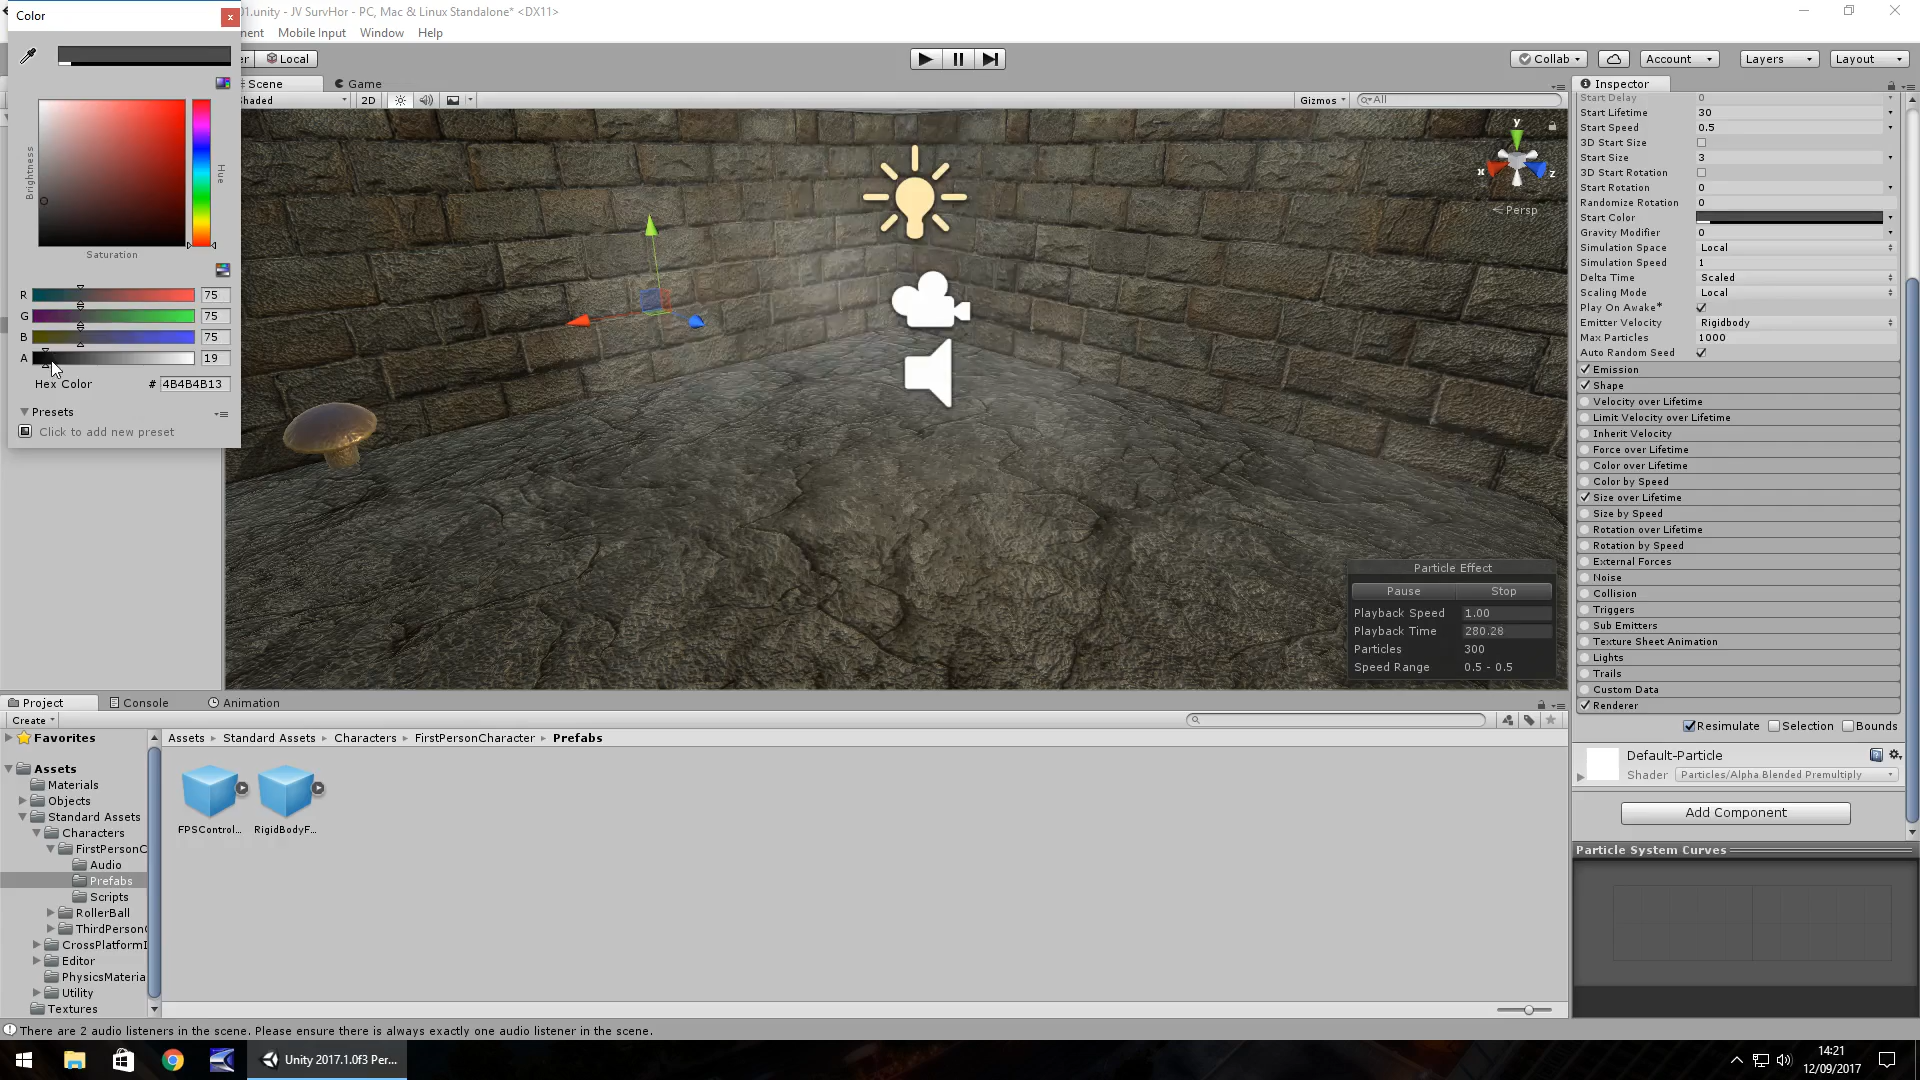 Color
x
01.unity - JV SurvHor - PC, Mac & Linux Standalone* <DX11>
Mobile Input Window Help
Local
Collab Account Layers Layout
Scene Game
Shaded 2D Gizmos All
Inspector
Start Delay 0
Start Lifetime 30
Start Speed 0.5
3D Start Size
Start Size 3
3D Start Rotation
Start Rotation 0
Randomize Rotation 0
Start Color
Gravity Modifier 0
Simulation Space Local
Simulation Speed 1
Delta Time Scaled
Scaling Mode Local
Play On Awake*
Emitter Velocity Rigidbody
Max Particles 1000
Auto Random Seed
Emission
Shape
Velocity over Lifetime
Limit Velocity over Lifetime
Inherit Velocity
Force over Lifetime
Color over Lifetime
Color by Speed
Size over Lifetime
Size by Speed
Rotation over Lifetime
Rotation by Speed
External Forces
Noise
Collision
Triggers
Sub Emitters
Texture Sheet Animation
Lights
Trails
Custom Data
Renderer
Resimulate Selection Bounds
Default-Particle
Shader Particles/Alpha Blended Premultiply
Add Component
Particle System Curves
Brightness
Hue
Saturation
R 75
G 75
B 75
A 19
Hex Color # 4B4B4B13
Presets
Click to add new preset
y
x z
Persp
Particle Effect
Pause Stop
Playback Speed 1.00
Playback Time 280.28
Particles 300
Speed Range 0.5 - 0.5
Project Console Animation
Create
Favorites
Assets
Materials
Objects
Standard Assets
Characters
FirstPersonC
Audio
Prefabs
Scripts
RollerBall
ThirdPerson
CrossPlatformI
Editor
PhysicsMateria
Utility
Textures
Assets Standard Assets Characters FirstPersonCharacter Prefabs
FPSControl... RigidBodyF...
There are 2 audio listeners in the scene. Please ensure there is always exactly one audio listener in the scene.
Unity 2017.1.0f3 Per...
14:21
12/09/2017